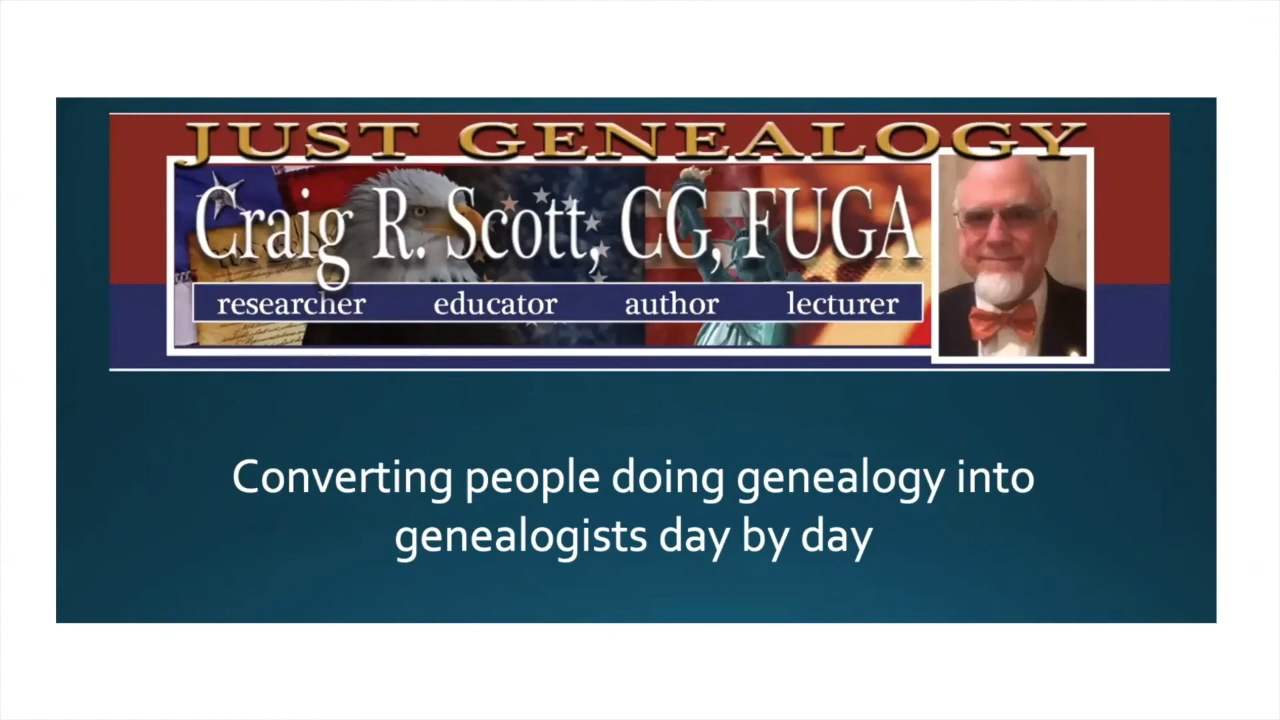 JUST GENEALOGY
Craig R. Scott, CG, FUGA
researcher educator author lecturer
Converting people doing genealogy into
genealogists day by day